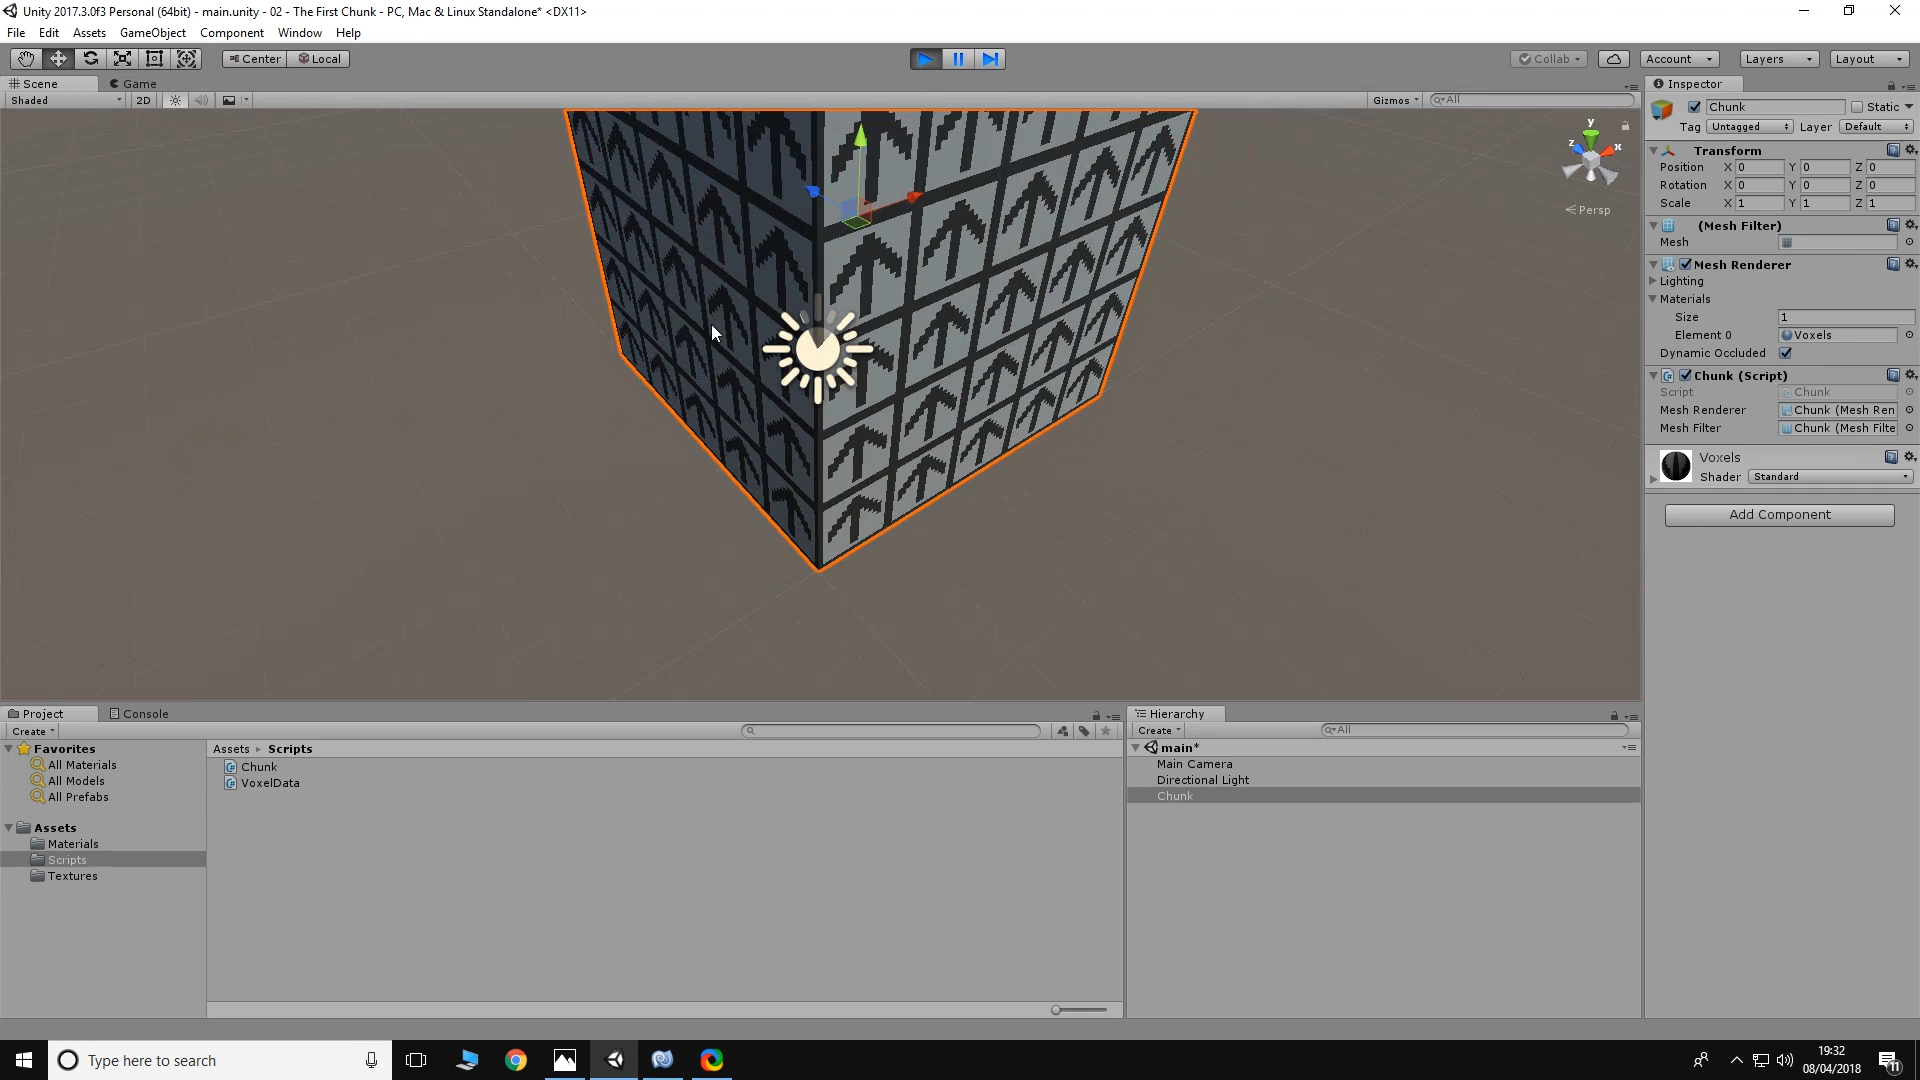 Unity 2017.3.0f3 Personal (64bit) - main.unity - 02 - The First Chunk - PC, Mac & Linux Standalone* <DX11>
File Edit Assets GameObject Component Window Help
Center Local
Collab Account Layers Layout
Scene Game
Shaded 2D
Gizmos All
y
z x
Persp
Inspector
Chunk Static
Tag Untagged Layer Default
Transform
Position X 0 Y 0 Z 0
Rotation X 0 Y 0 Z 0
Scale X 1 Y 1 Z 1
(Mesh Filter)
Mesh
Mesh Renderer
Lighting
Materials
Size 1
Element 0 Voxels
Dynamic Occluded
Chunk (Script)
Script Chunk
Mesh Renderer Chunk (Mesh Ren
Mesh Filter Chunk (Mesh Filte
Voxels
Shader Standard
Add Component
Project Console
Create
Favorites
All Materials
All Models
All Prefabs
Assets
Materials
Scripts
Textures
Assets Scripts
Chunk
VoxelData
Hierarchy
Create All
main*
Main Camera
Directional Light
Chunk
Type here to search
19:32
08/04/2018
11